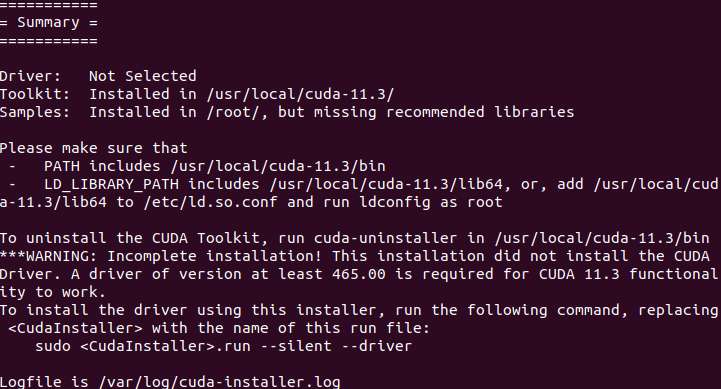 ===========
= Summary =
===========
Driver:   Not Selected
Toolkit:  Installed in /usr/local/cuda-11.3/
Samples:  Installed in /root/, but missing recommended libraries
Please make sure that
 -   PATH includes /usr/local/cuda-11.3/bin
 -   LD_LIBRARY_PATH includes /usr/local/cuda-11.3/lib64, or, add /usr/local/cud
a-11.3/lib64 to /etc/ld.so.conf and run ldconfig as root
To uninstall the CUDA Toolkit, run cuda-uninstaller in /usr/local/cuda-11.3/bin
***WARNING: Incomplete installation! This installation did not install the CUDA
Driver. A driver of version at least 465.00 is required for CUDA 11.3 functional
ity to work.
To install the driver using this installer, run the following command, replacing
 <CudaInstaller> with the name of this run file:
    sudo <CudaInstaller>.run --silent --driver
Logfile is /var/log/cuda-installer.log